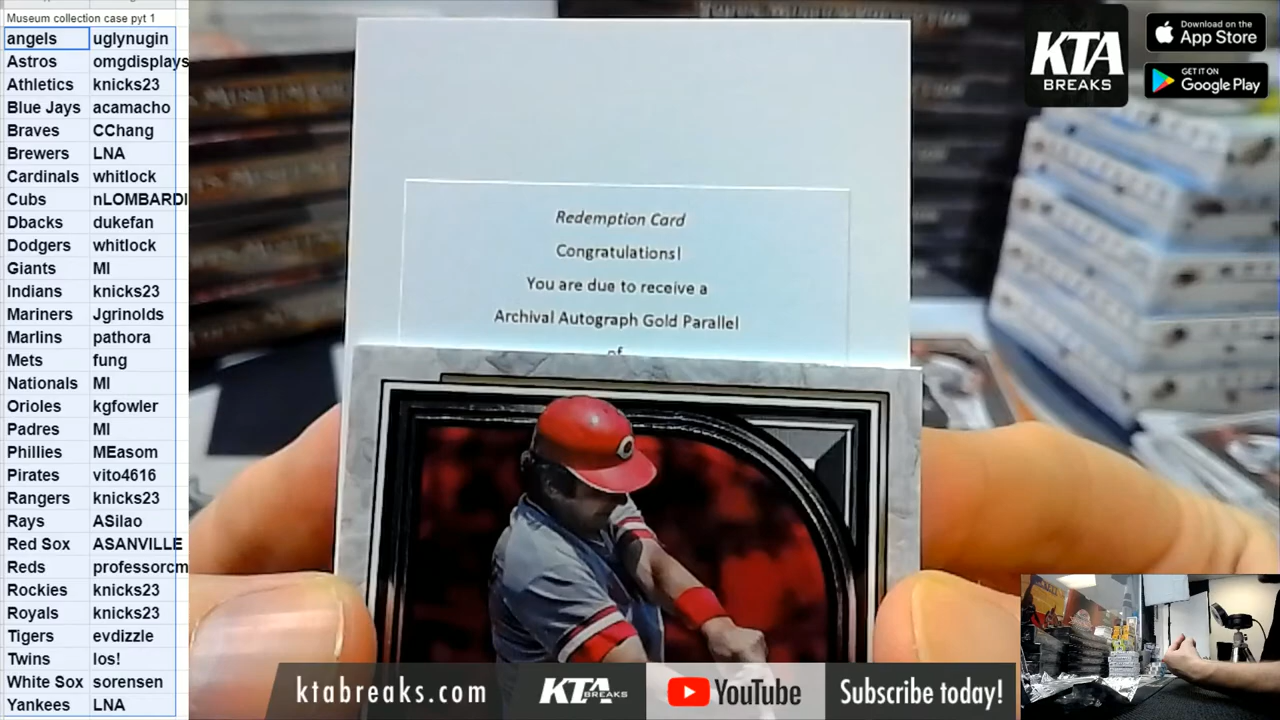 Museum collection case pyt 1
angels uglynugin
Astros omgdisplays
Athletics knicks23
Blue Jays acamacho
Braves CChang
Brewers LNA
Cardinals whitlock
Cubs nLOMBARDI
Dbacks dukefan
Dodgers whitlock
Giants MI
Indians knicks23
Mariners Jgrinolds
Marlins pathora
Mets fung
Nationals MI
Orioles kgfowler
Padres MI
Phillies MEasom
Pirates vito4616
Rangers knicks23
Rays ASilao
Red Sox ASANVILLE
Reds professorcm
Rockies knicks23
Royals knicks23
Tigers evdizzle
Twins los!
White Sox sorensen
Yankees LNA
Redemption Card
Congratulations!
You are due to receive a
Archival Autograph Gold Parallel
of
C
KTA
BREAKS
Download on the
App Store
GET IT ON
Google Play
ktabreaks.com
KTA BREAKS
YouTube
Subscribe today!